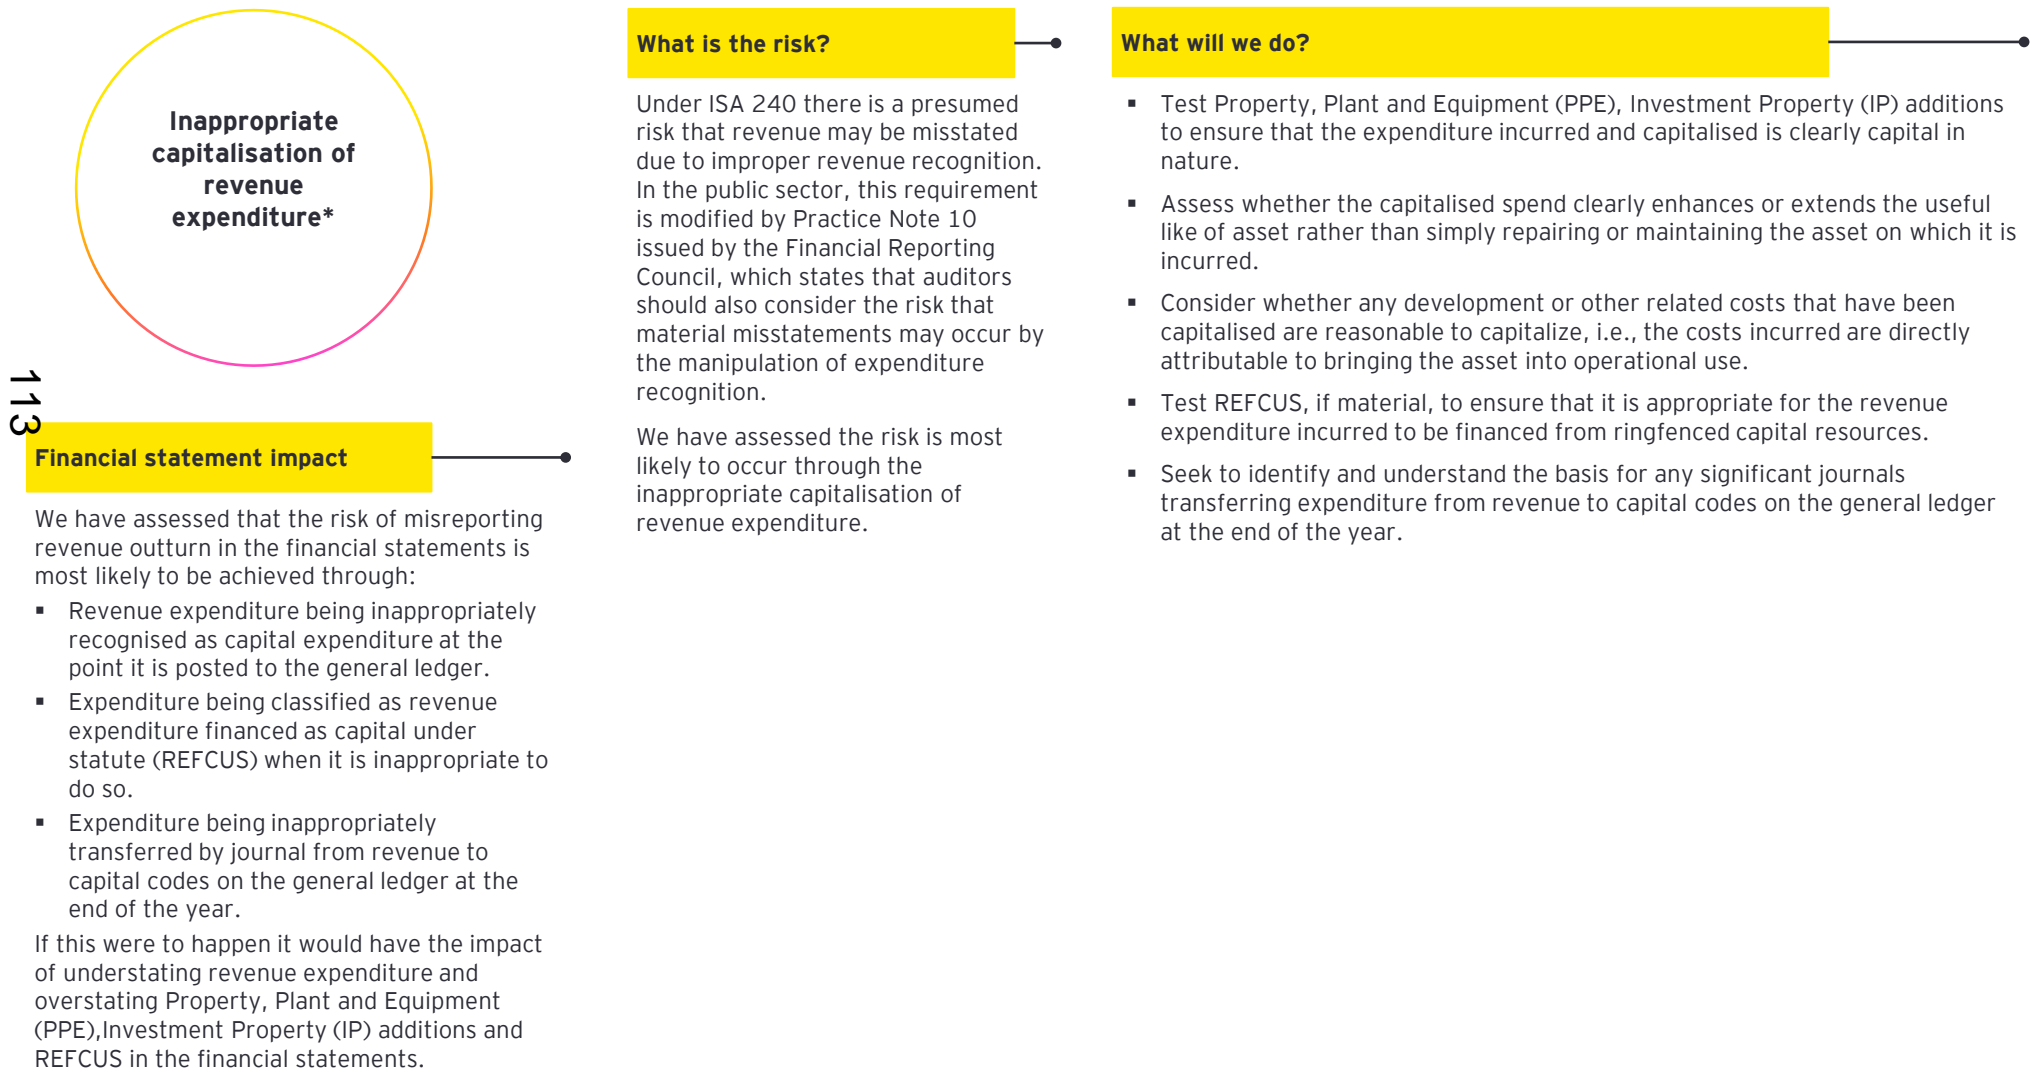 Inappropriate
capitalisation of
revenue
expenditure*
113
Financial statement impact
We have assessed that the risk of misreporting
revenue outturn in the financial statements is
most likely to be achieved through:
▪ Revenue expenditure being inappropriately
recognised as capital expenditure at the
point it is posted to the general ledger.
▪ Expenditure being classified as revenue
expenditure financed as capital under
statute (REFCUS) when it is inappropriate to
do so.
▪ Expenditure being inappropriately
transferred by journal from revenue to
capital codes on the general ledger at the
end of the year.
If this were to happen it would have the impact
of understating revenue expenditure and
overstating Property, Plant and Equipment
(PPE),Investment Property (IP) additions and
REFCUS in the financial statements.
What is the risk?
Under ISA 240 there is a presumed
risk that revenue may be misstated
due to improper revenue recognition.
In the public sector, this requirement
is modified by Practice Note 10
issued by the Financial Reporting
Council, which states that auditors
should also consider the risk that
material misstatements may occur by
the manipulation of expenditure
recognition.
We have assessed the risk is most
likely to occur through the
inappropriate capitalisation of
revenue expenditure.
What will we do?
▪ Test Property, Plant and Equipment (PPE), Investment Property (IP) additions
to ensure that the expenditure incurred and capitalised is clearly capital in
nature.
▪ Assess whether the capitalised spend clearly enhances or extends the useful
like of asset rather than simply repairing or maintaining the asset on which it is
incurred.
▪ Consider whether any development or other related costs that have been
capitalised are reasonable to capitalize, i.e., the costs incurred are directly
attributable to bringing the asset into operational use.
▪ Test REFCUS, if material, to ensure that it is appropriate for the revenue
expenditure incurred to be financed from ringfenced capital resources.
▪ Seek to identify and understand the basis for any significant journals
transferring expenditure from revenue to capital codes on the general ledger
at the end of the year.